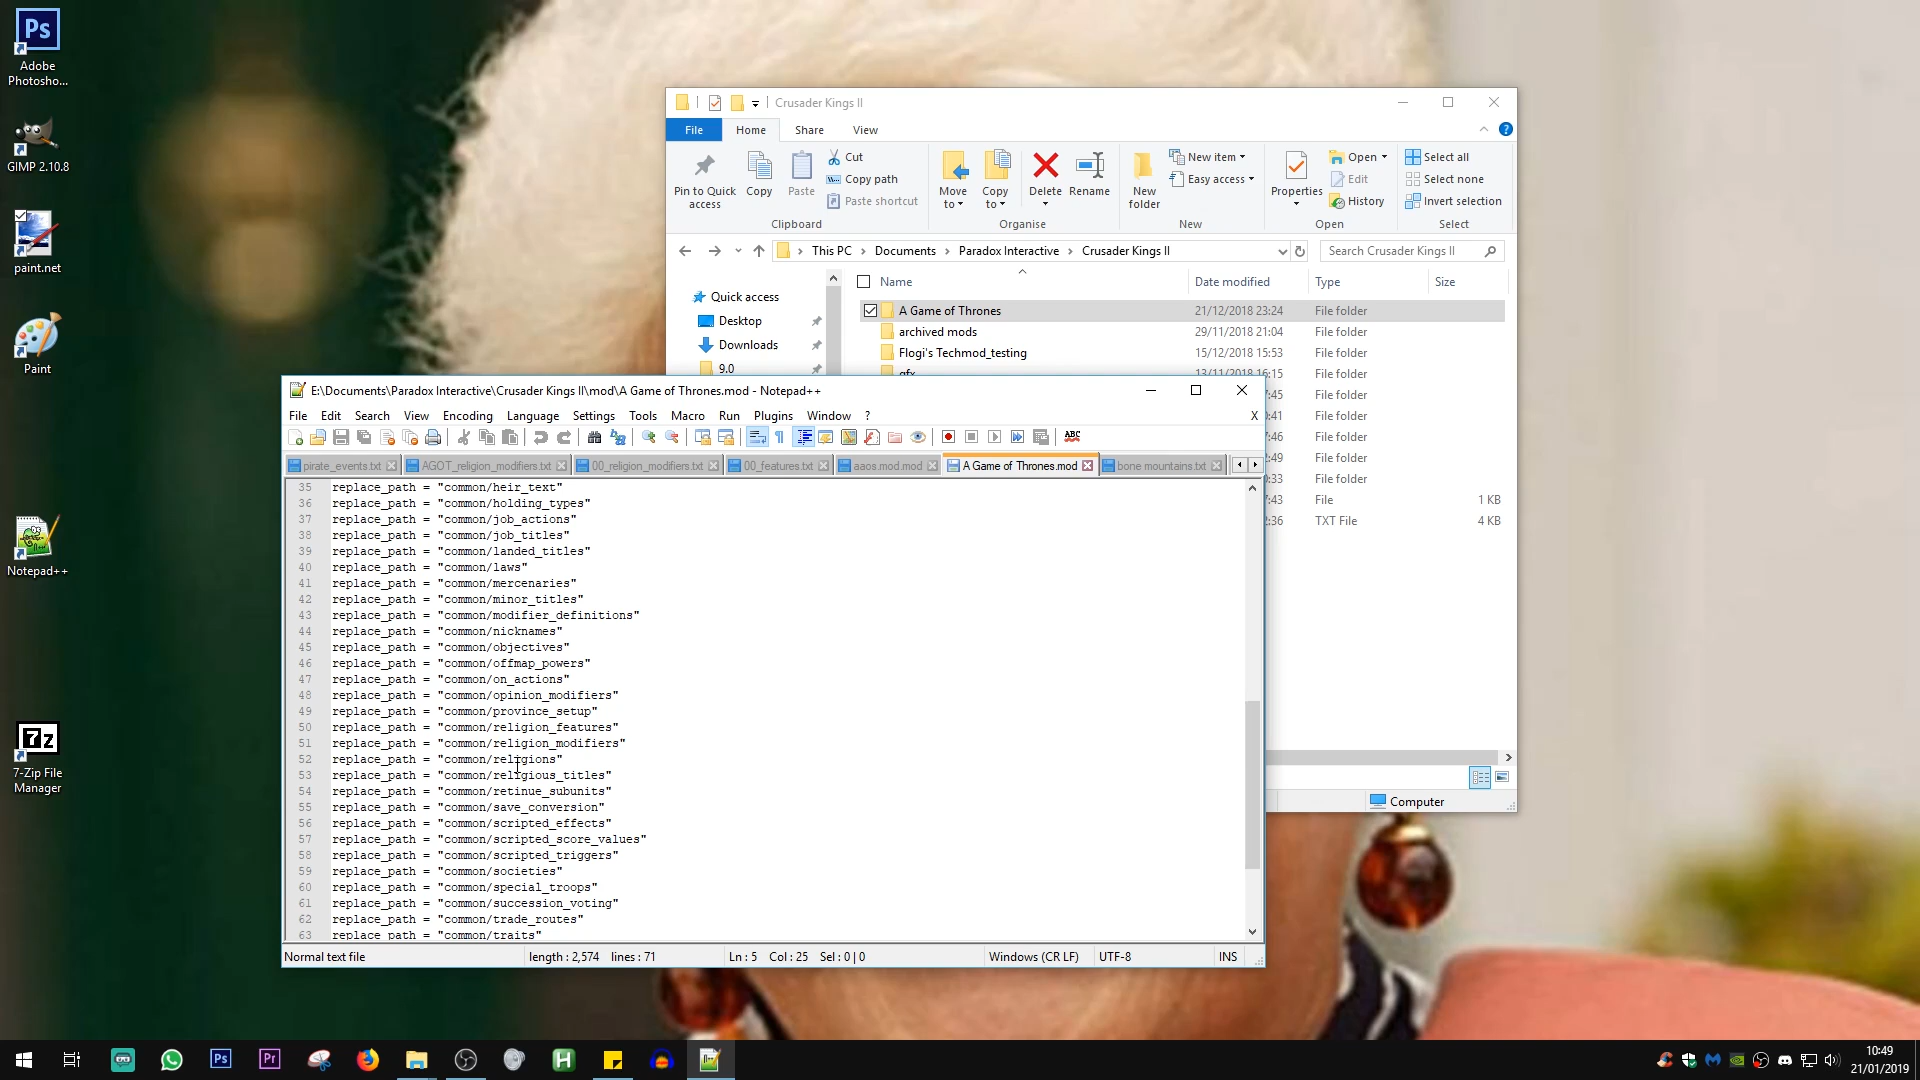 Adobe
Photosho...
GIMP 2.10.8
paint.net
Paint
Notepad++
7-Zip File
Manager
Crusader Kings II
File Home Share View
Pin to Quick
access
Copy
Paste
Cut
Copy path
Paste shortcut
Clipboard
Move
to
Copy
to
Delete
Rename
Organise
New
folder
New item
Easy access
New
Properties
Open
Edit
History
Open
Select all
Select none
Invert selection
Select
This PC Documents Paradox Interactive Crusader Kings II
Search Crusader Kings II
Quick access
Desktop
Downloads
9.0
Name Date modified Type Size
A Game of Thrones 21/12/2018 23:24 File folder
archived mods 29/11/2018 21:04 File folder
Flogi's Techmod_testing 15/12/2018 15:53 File folder
gfx 13/11/2018 16:15 File folder
:45 File folder
:41 File folder
:46 File folder
:49 File folder
:33 File folder
:43 File 1 KB
:36 TXT File 4 KB
Computer
E:\Documents\Paradox Interactive\Crusader Kings II\mod\A Game of Thrones.mod - Notepad++
File Edit Search View Encoding Language Settings Tools Macro Run Plugins Window ?
X
ABC
pirate_events.txt AGOT_religion_modifiers.txt 00_religion_modifiers.txt 00_features.txt aaos.mod.mod A Game of Thrones.mod bone mountains.txt
35 replace_path = "common/heir_text"
36 replace_path = "common/holding_types"
37 replace_path = "common/job_actions"
38 replace_path = "common/job_titles"
39 replace_path = "common/landed_titles"
40 replace_path = "common/laws"
41 replace_path = "common/mercenaries"
42 replace_path = "common/minor_titles"
43 replace_path = "common/modifier_definitions"
44 replace_path = "common/nicknames"
45 replace_path = "common/objectives"
46 replace_path = "common/offmap_powers"
47 replace_path = "common/on_actions"
48 replace_path = "common/opinion_modifiers"
49 replace_path = "common/province_setup"
50 replace_path = "common/religion_features"
51 replace_path = "common/religion_modifiers"
52 replace_path = "common/religions"
53 replace_path = "common/religious_titles"
54 replace_path = "common/retinue_subunits"
55 replace_path = "common/save_conversion"
56 replace_path = "common/scripted_effects"
57 replace_path = "common/scripted_score_values"
58 replace_path = "common/scripted_triggers"
59 replace_path = "common/societies"
60 replace_path = "common/special_troops"
61 replace_path = "common/succession_voting"
62 replace_path = "common/trade_routes"
63 replace_path = "common/traits"
Normal text file length : 2,574 lines : 71 Ln : 5 Col : 25 Sel : 0 | 0 Windows (CR LF) UTF-8 INS
10:49
21/01/2019